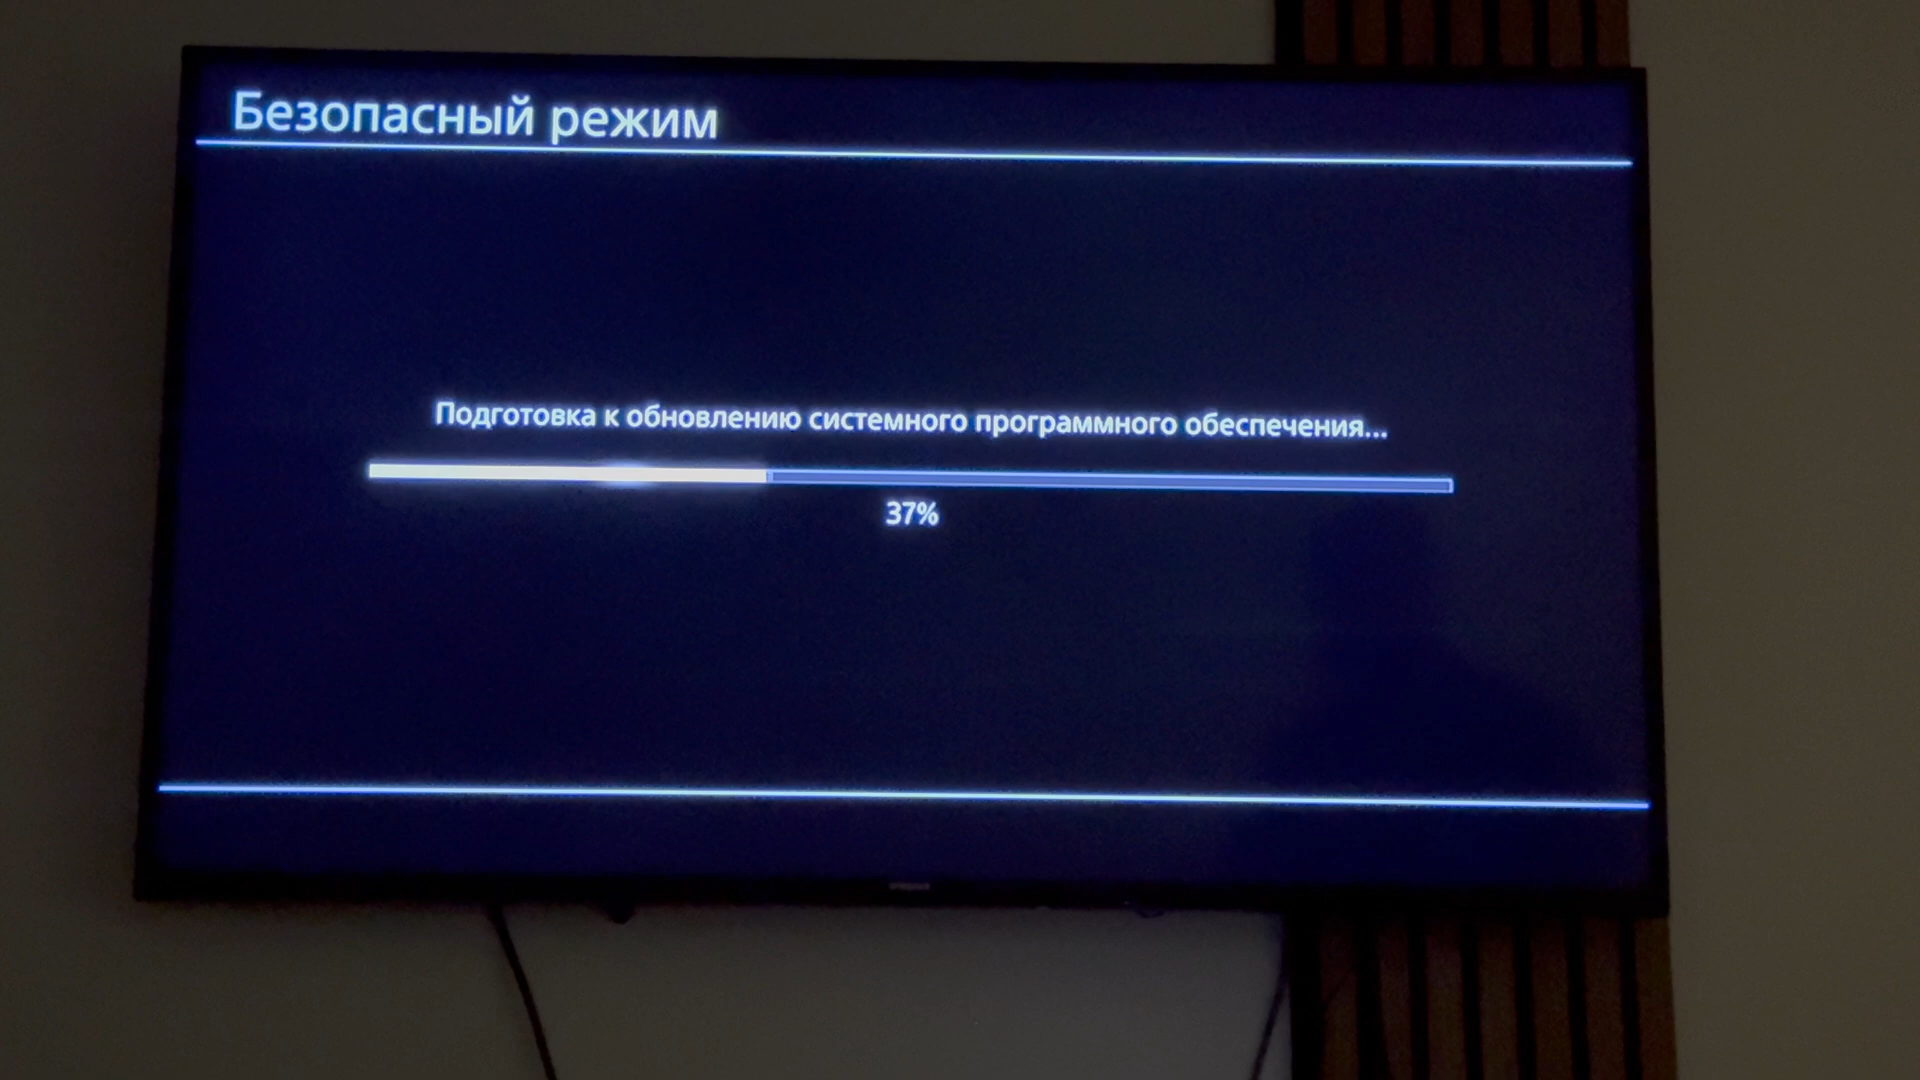 Безопасный режим
Подготовка к обновлению системного программного обеспечения...
37%